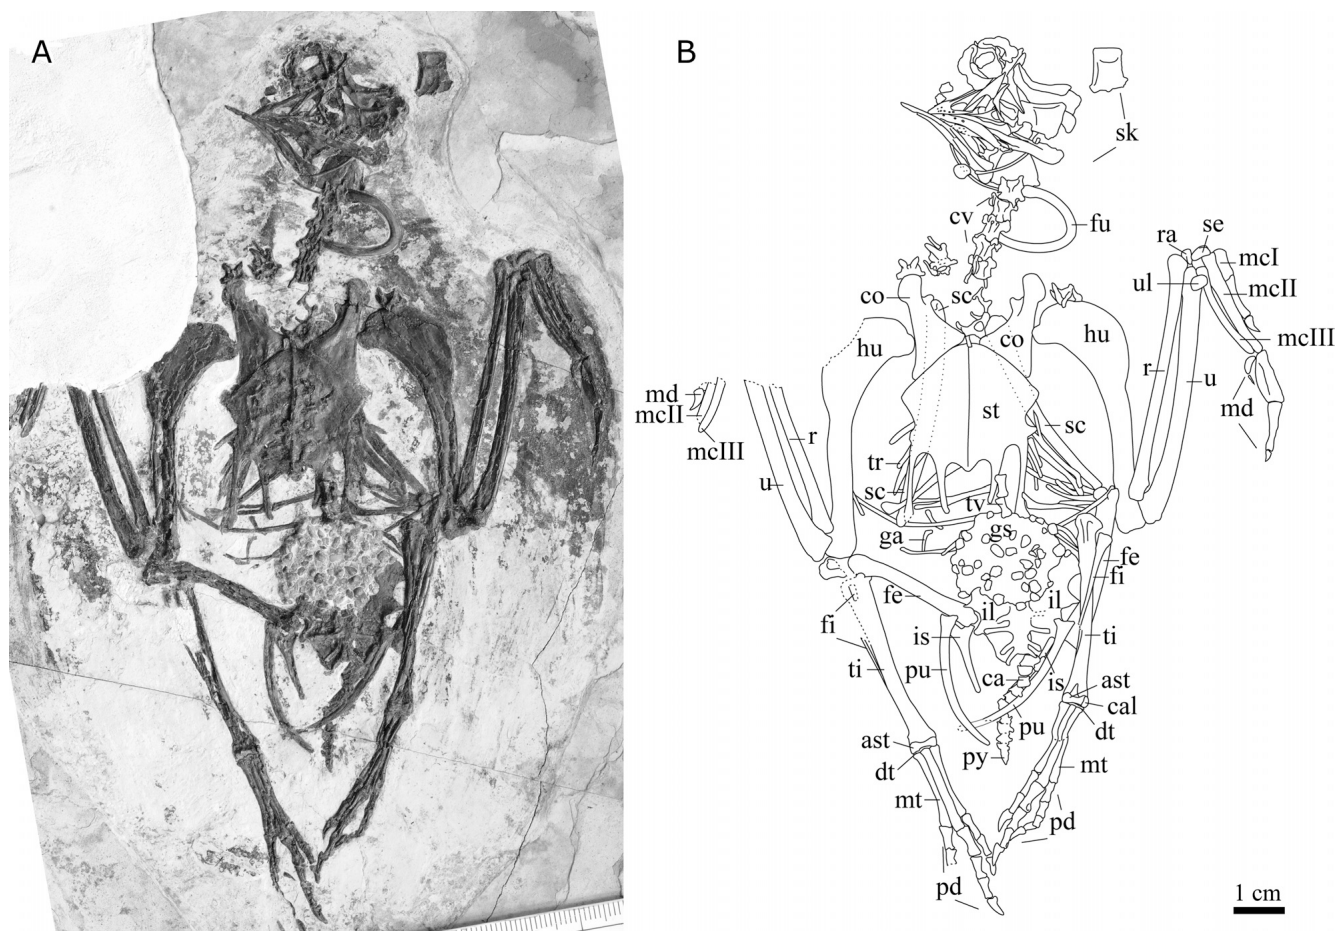 A
B
sk
cv
fu
ra
se
mcI
ul
mcII
co
sc
co
hu
hu
mcIII
r
u
md
md
mcII
mcIII
r
st
sc
tr
u
sc
tv
ga
gs
fe
fi
fe
il
il
fi
is
ti
ti
pu
ca
is
ast
cal
pu
dt
ast
py
dt
mt
mt
pd
pd
1 cm